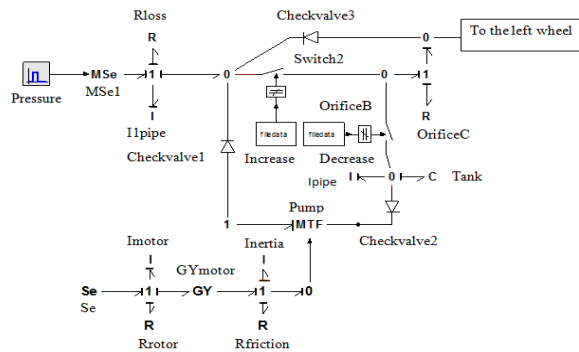 Rloss
Checkvalve3
R
0
To the left wheel
Switch2
MSe
1
0
0
1
Pressure
MSe1
OrificeB
I
R
I1pipe
filedata
filedata
OrificeC
Checkvalve1
Increase
Decrease
Ipipe
I
0
C
Tank
Pump
1
MTF
Checkvalve2
Imotor
Inertia
I
GYmotor
I
Se
1
GY
1
0
Se
R
R
Rrotor
Rfriction